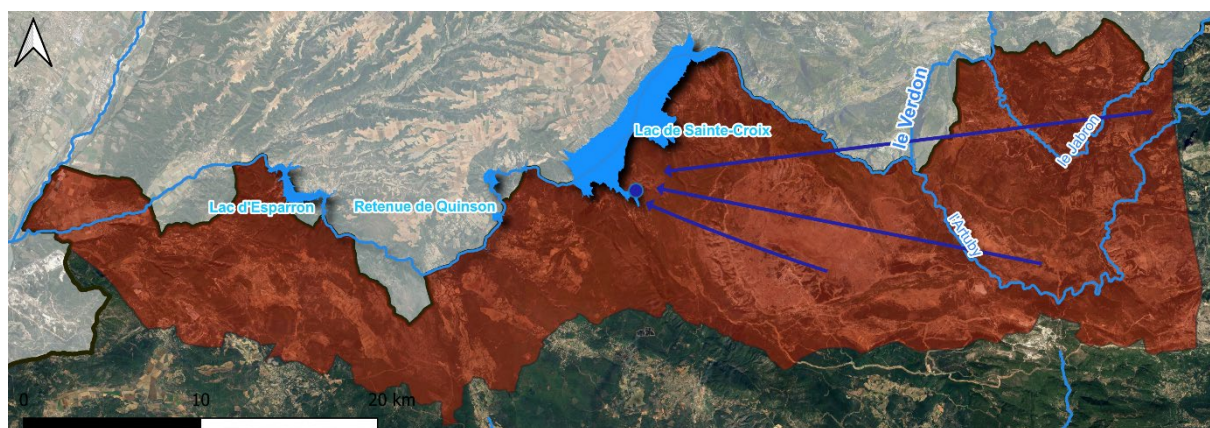 Lac de Sainte-Croix
le Verdon
le Jabron
Lac d'Esparron
Retenue de Quinson
l'Artuby
0
10
20 km